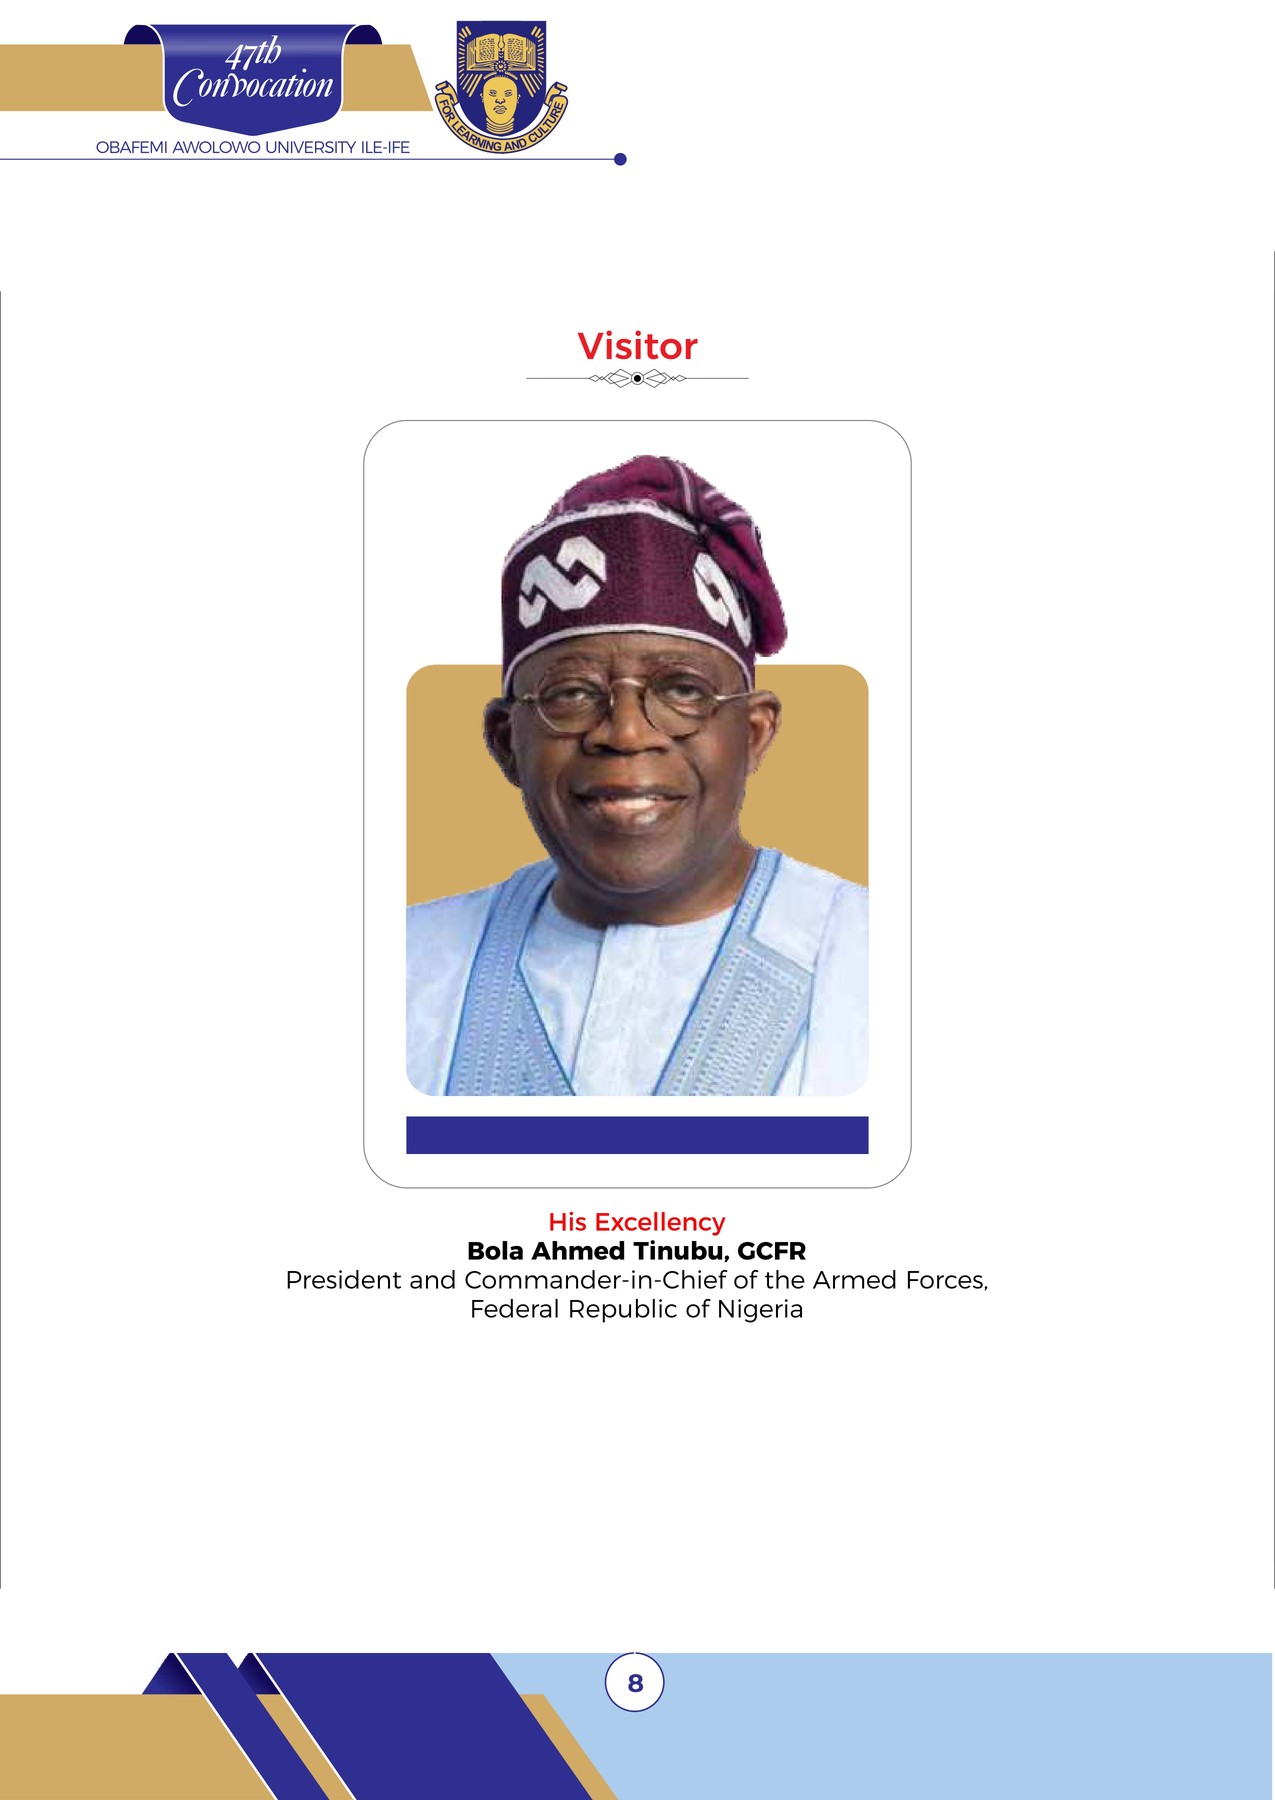 47th
Convocation
OBAFEMI AWOLOWO UNIVERSITY ILE-IFE
FOR LEARNING AND CULTURE
Visitor
His Excellency
Bola Ahmed Tinubu, GCFR
President and Commander-in-Chief of the Armed Forces,
Federal Republic of Nigeria
8